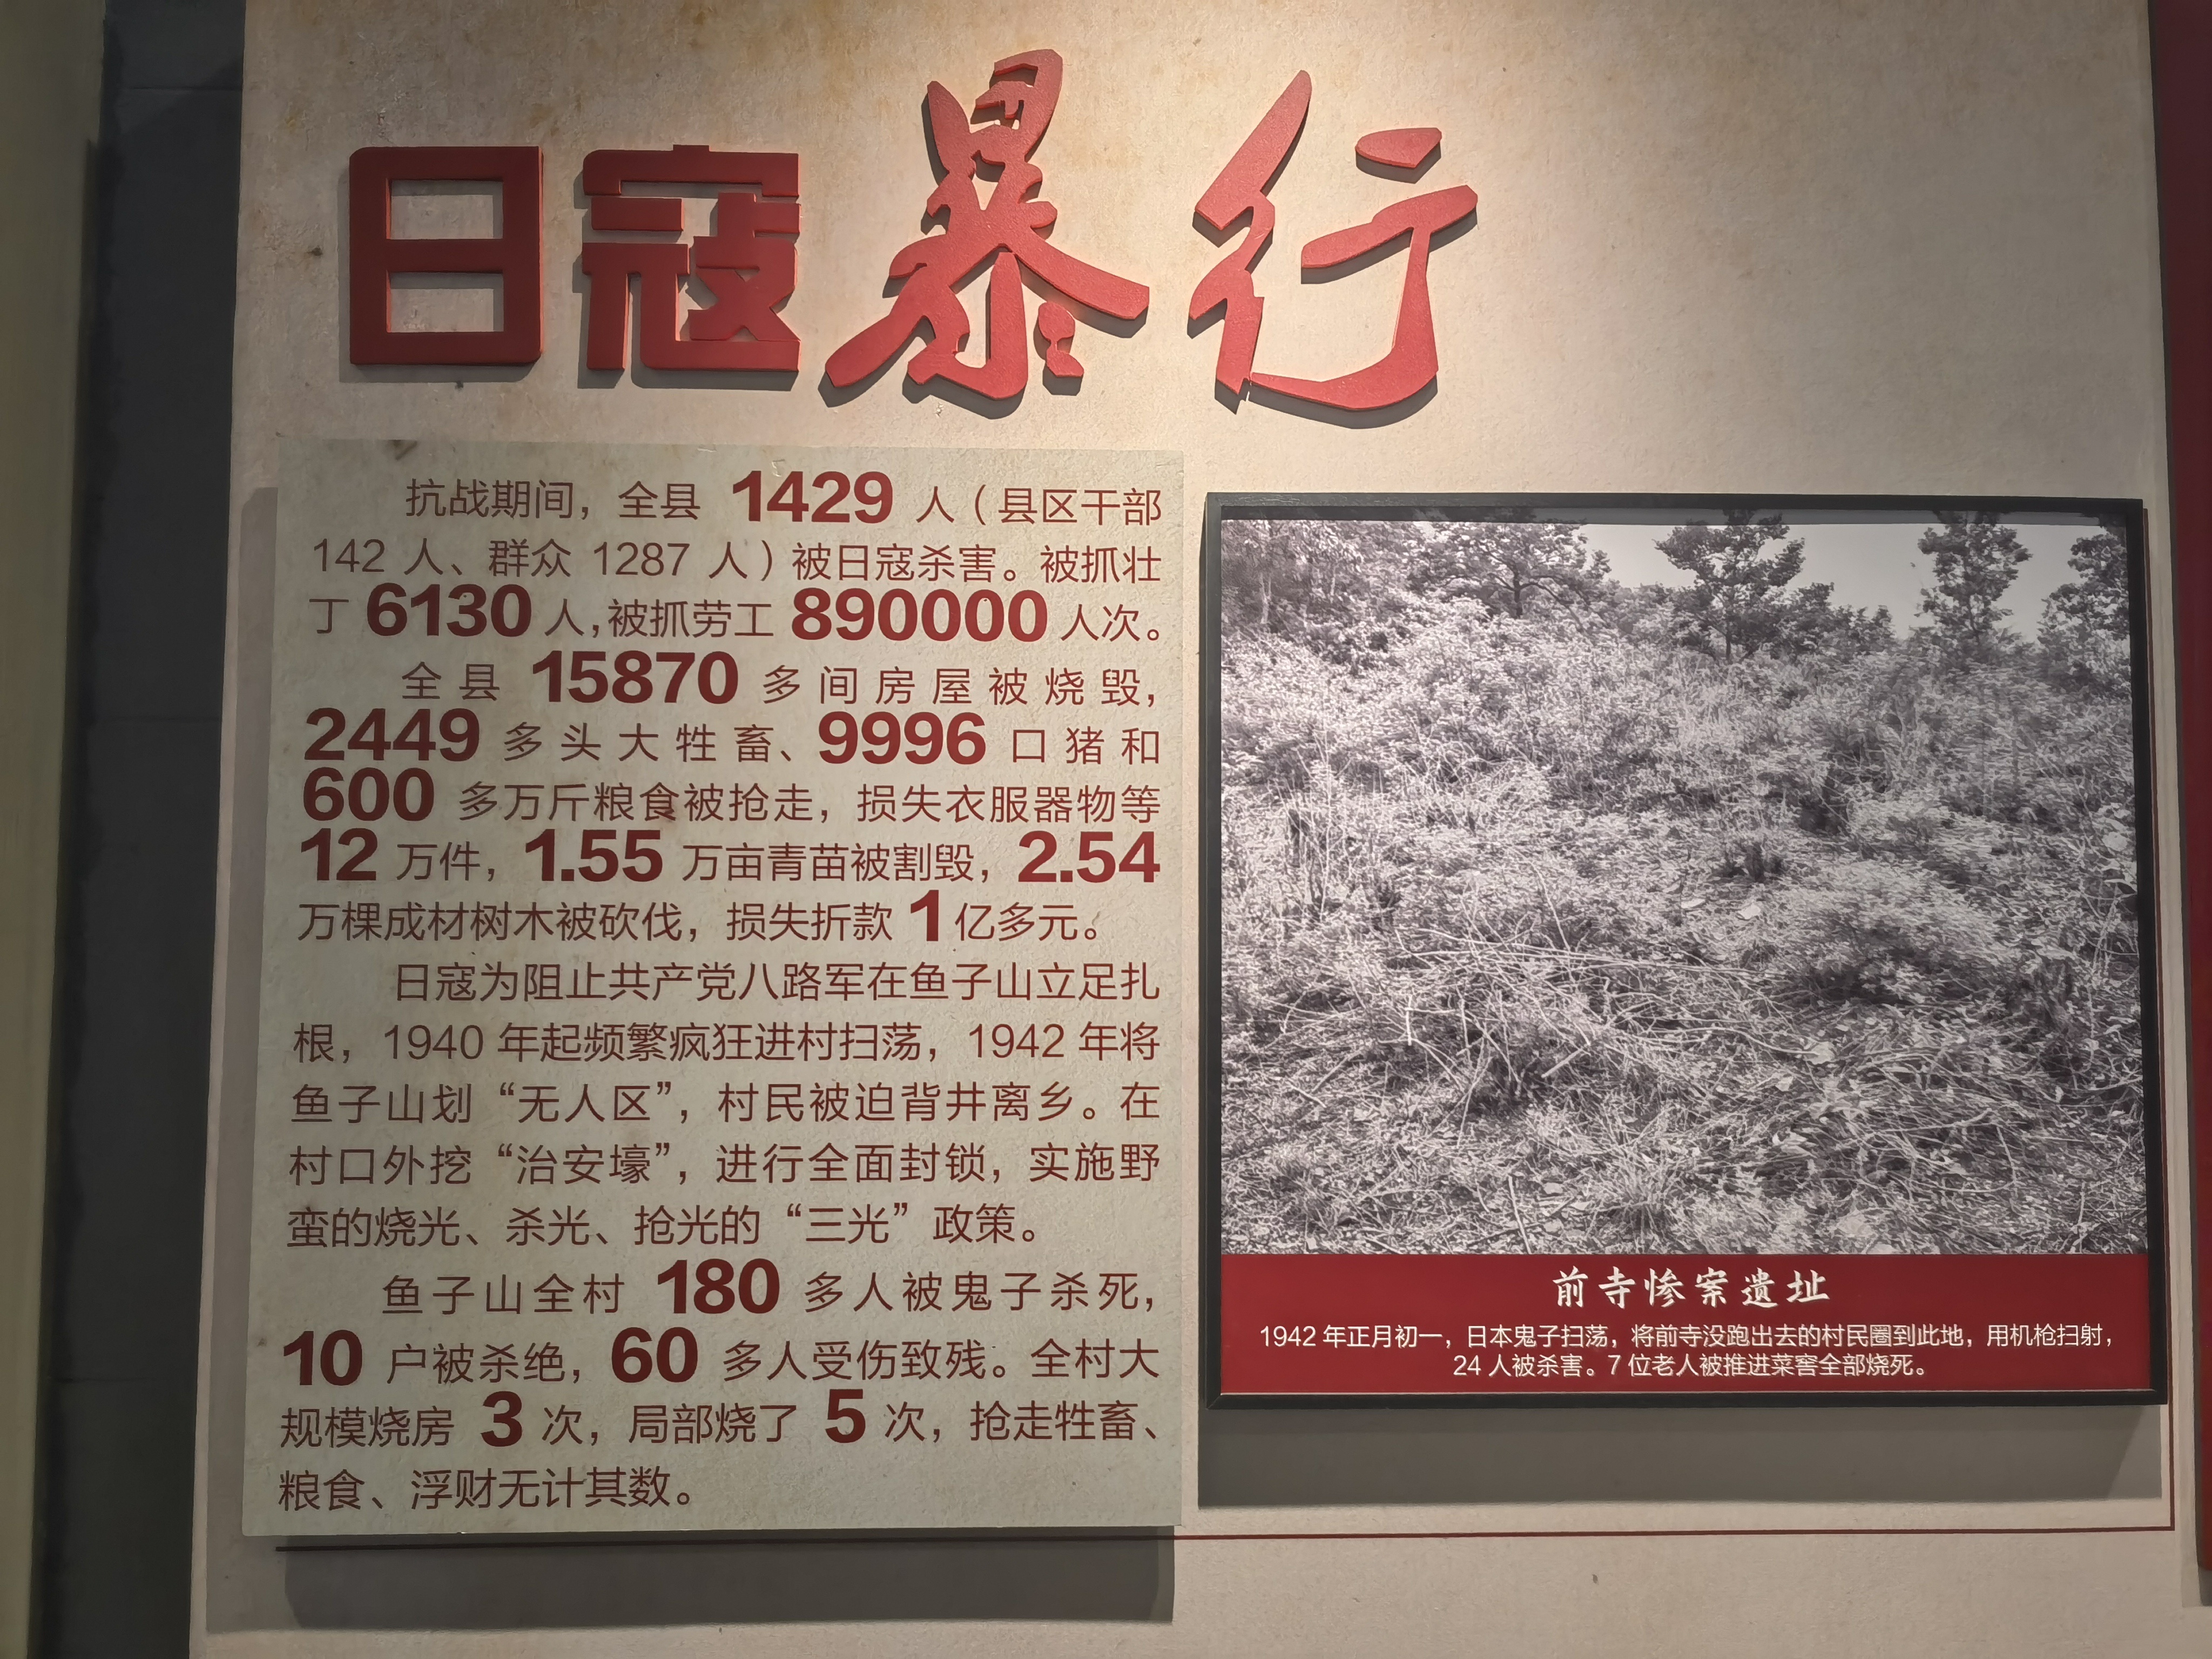 日寇暴行
抗战期间，全县 1429 人（县区干部
142 人、群众 1287 人）被日寇杀害。被抓壮
丁 6130 人，被抓劳工 890000 人次。
全县 15870 多间房屋被烧毁，
2449 多头大牲畜、9996 口猪和
600 多万斤粮食被抢走，损失衣服器物等
12 万件，1.55 万亩青苗被割毁，2.54
万棵成材树木被砍伐，损失折款 1 亿多元。
日寇为阻止共产党八路军在鱼子山立足扎
根，1940 年起频繁疯狂进村扫荡，1942 年将
鱼子山划“无人区”，村民被迫背井离乡。在
村口外挖“治安壕”，进行全面封锁，实施野
蛮的烧光、杀光、抢光的“三光”政策。
鱼子山全村 180 多人被鬼子杀死，
10 户被杀绝，60 多人受伤致残。全村大
规模烧房 3 次，局部烧了 5 次，抢走牲畜、
粮食、浮财无计其数。
前寺惨案遗址
1942 年正月初一，日本鬼子扫荡，将前寺没跑出去的村民圈到此地，用机枪扫射，
24 人被杀害。7 位老人被推进菜窖全部烧死。